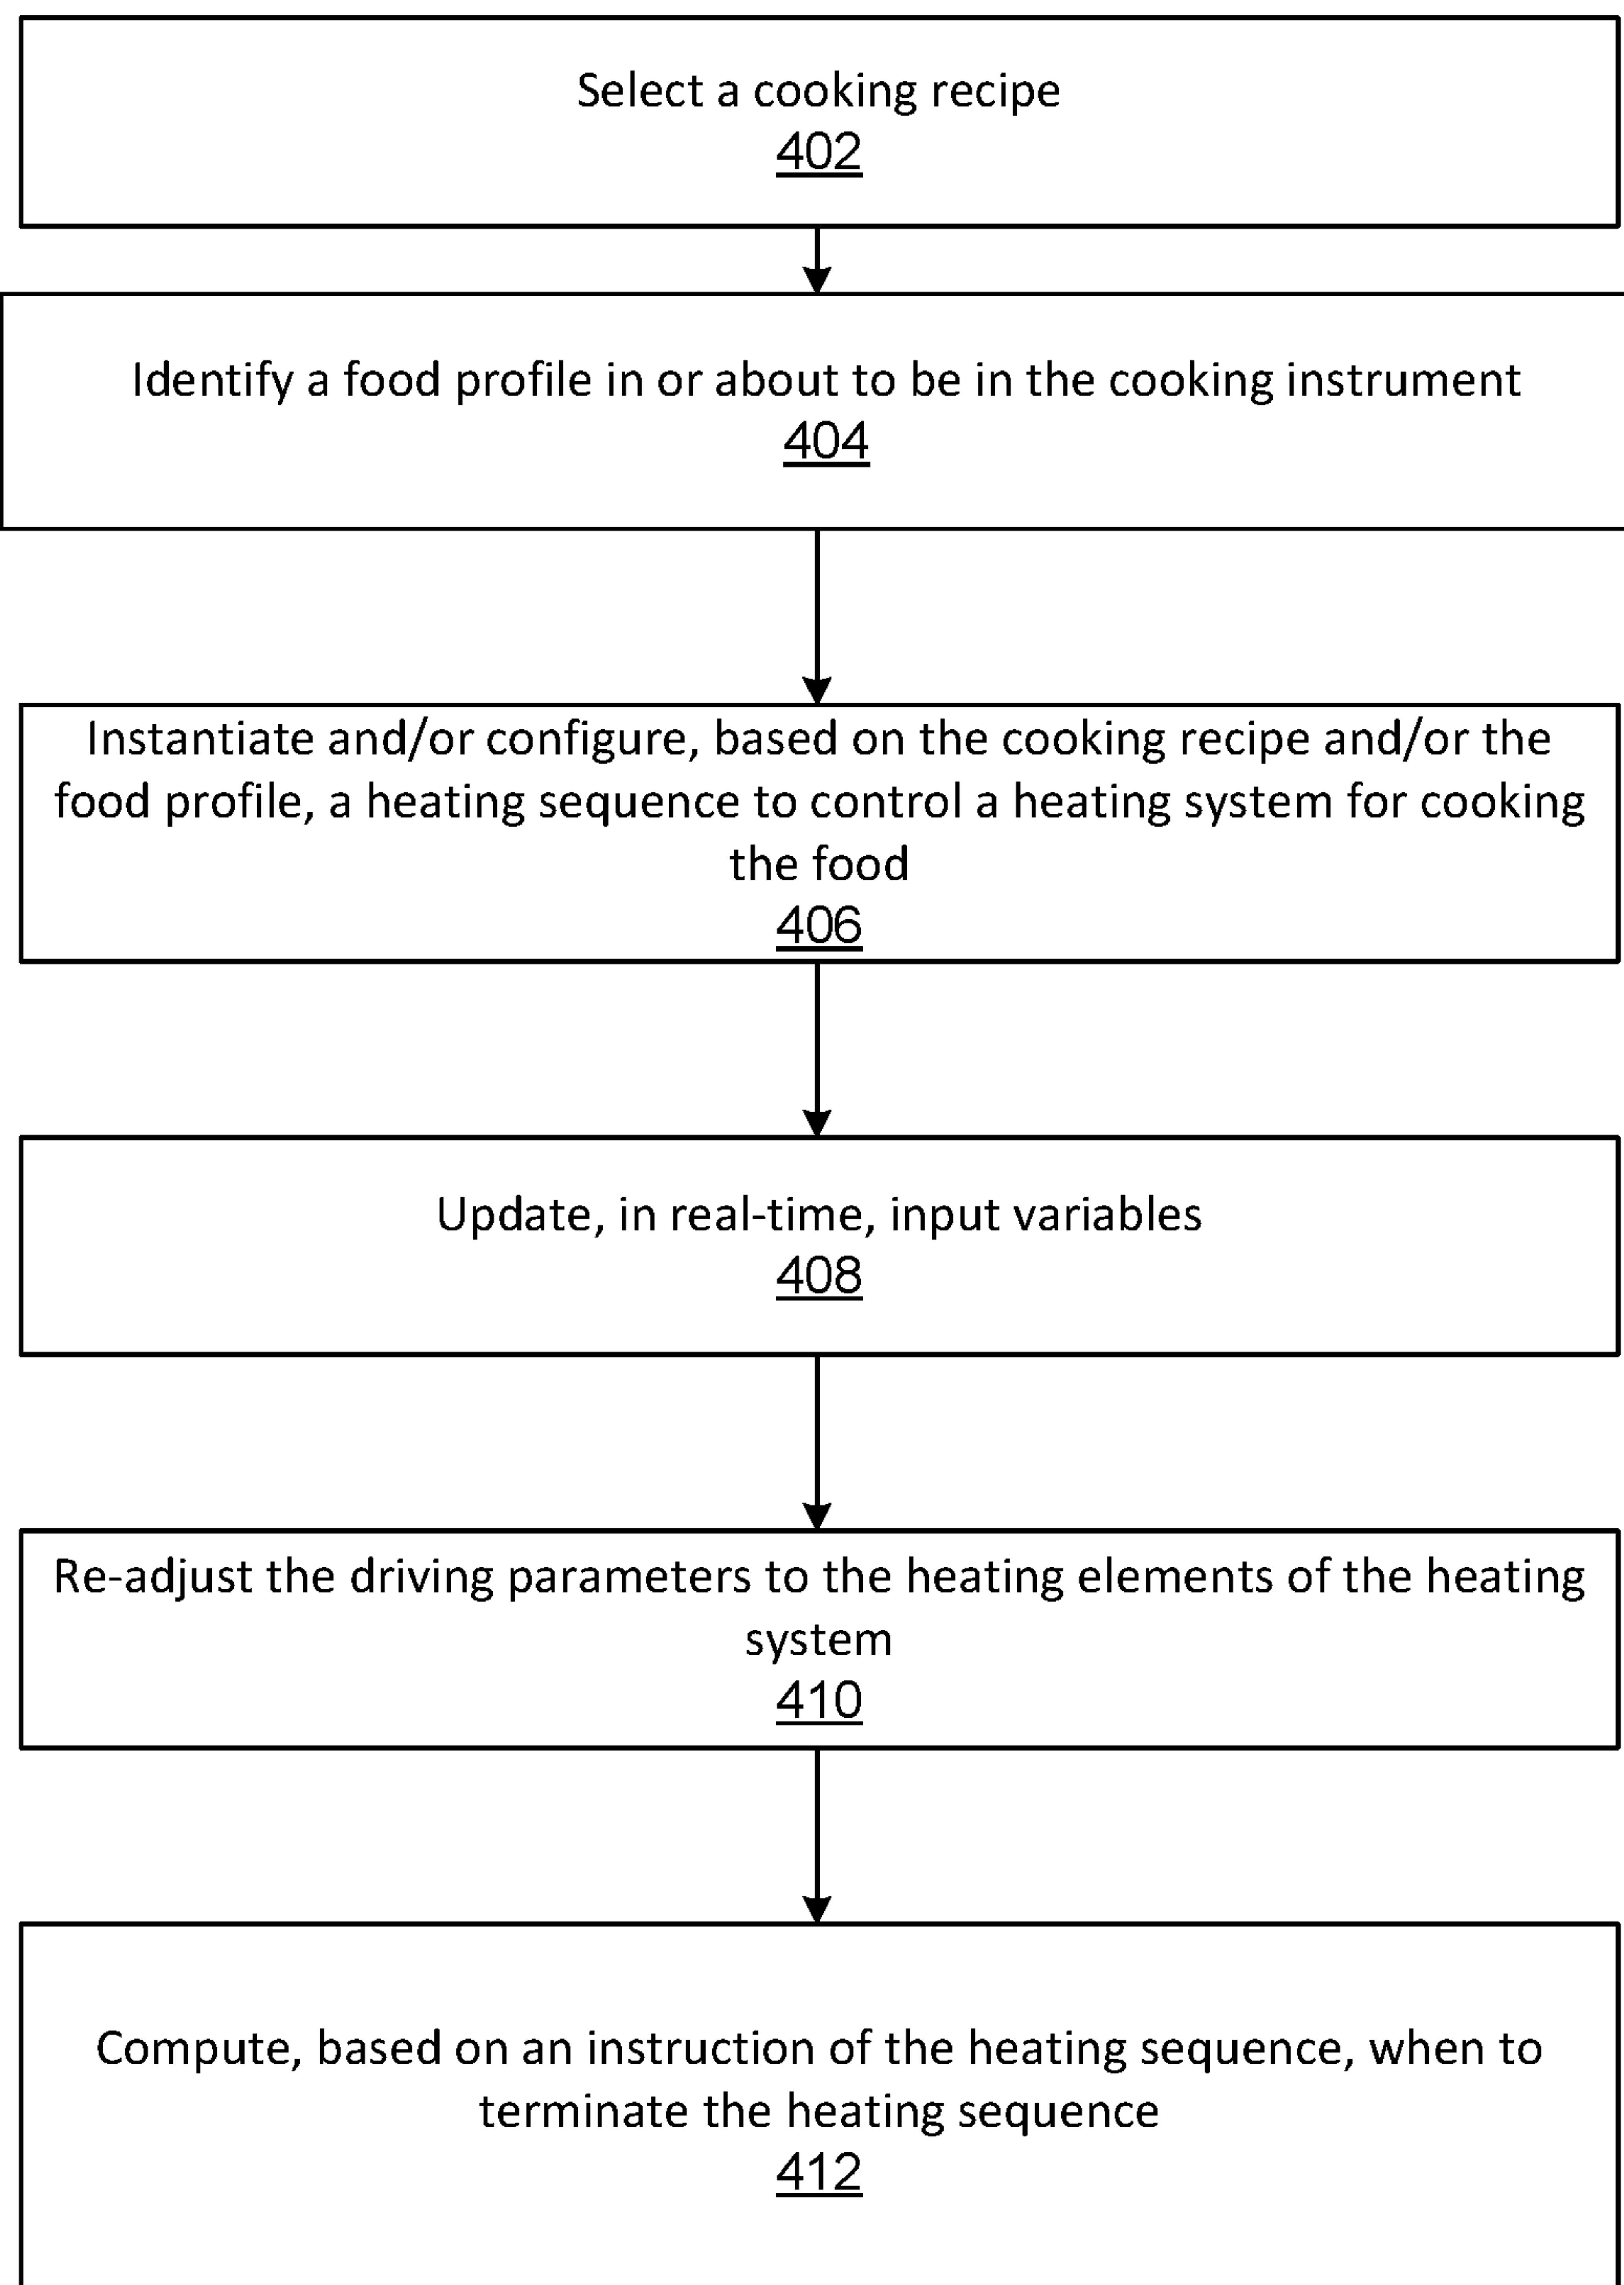 Select a cooking recipe
402
Identify a food profile in or about to be in the cooking instrument
404
Instantiate and/or configure, based on the cooking recipe and/or the
food profile, a heating sequence to control a heating system for cooking
the food
406
Update, in real-time, input variables
408
Re-adjust the driving parameters to the heating elements of the heating
system
410
Compute, based on an instruction of the heating sequence, when to
terminate the heating sequence
412